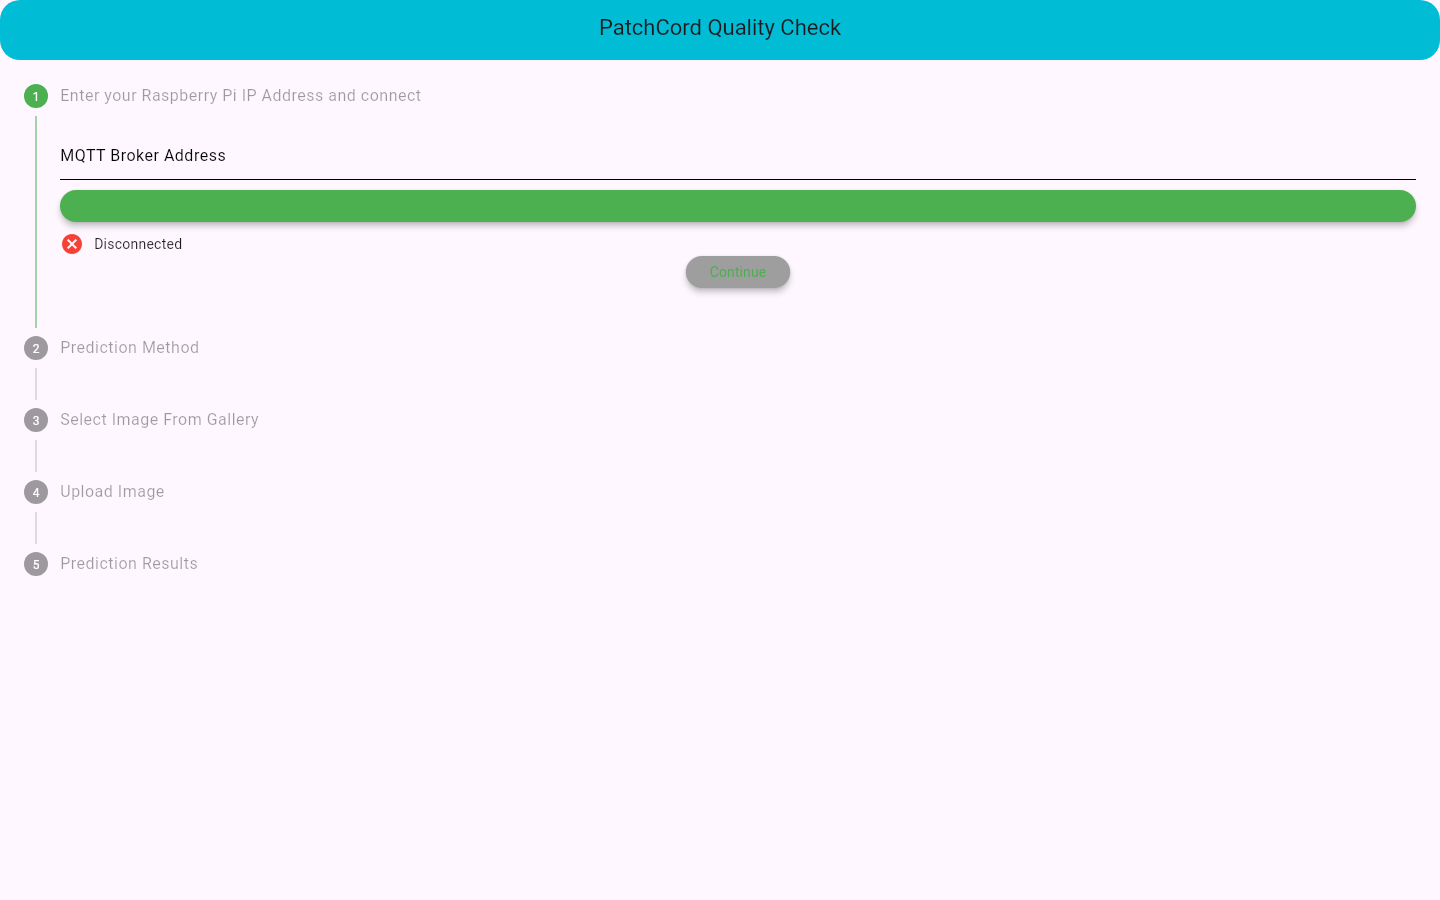 PatchCord Quality Check
1 Enter your Raspberry Pi IP Address and connect
MQTT Broker Address
Disconnected
Continue
2 Prediction Method
3 Select Image From Gallery
4 Upload Image
5 Prediction Results